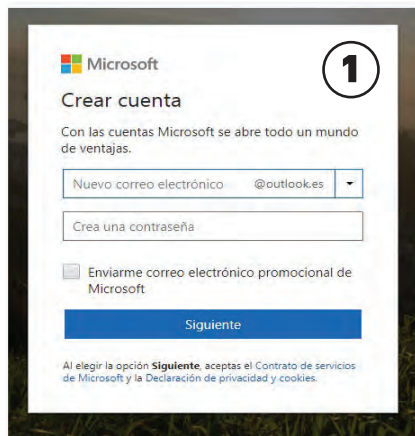 Microsoft
1
Crear cuenta
Con las cuentas Microsoft se abre todo un mundo
de ventajas.
Nuevo correo electrónico @outlook.es
Crea una contraseña
Enviarme correo electrónico promocional de
Microsoft
Siguiente
Al elegir la opción Siguiente, aceptas el Contrato de servicios
de Microsoft y la Declaración de privacidad y cookies.